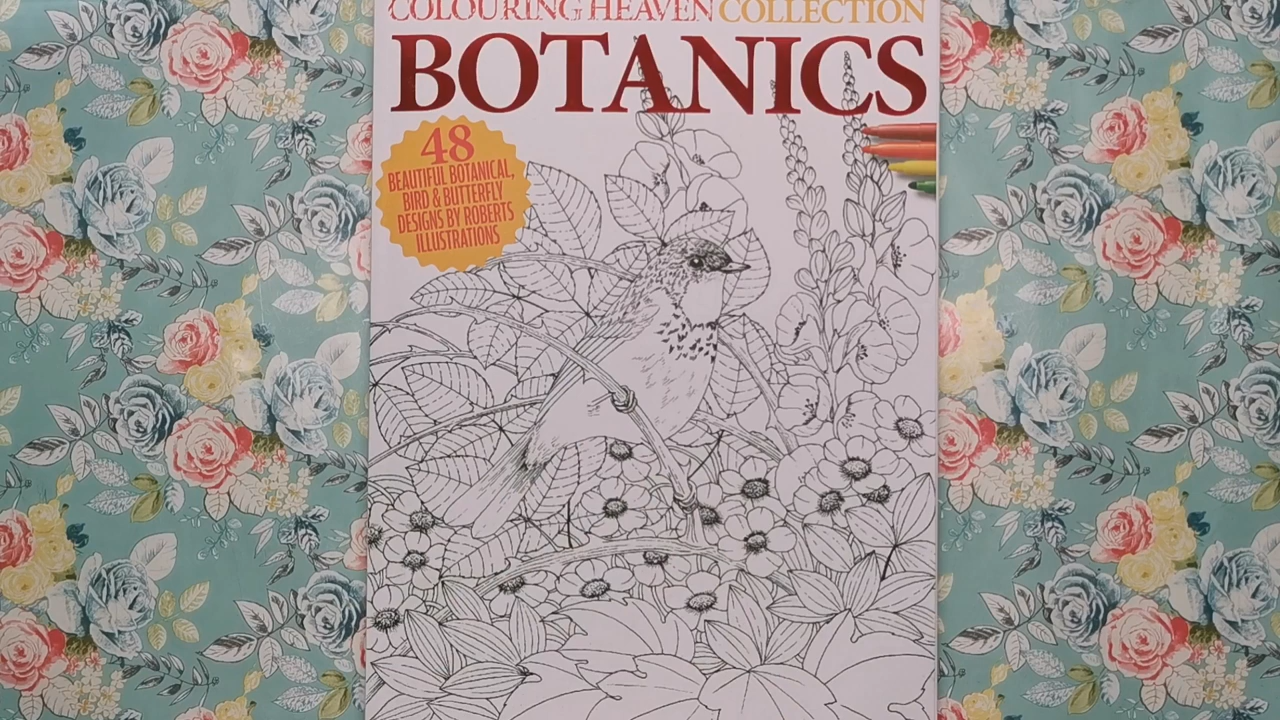 COLOURING HEAVEN COLLECTION
BOTANICS
48
BEAUTIFUL BOTANICAL,
BIRD & BUTTERFLY
DESIGNS BY ROBERTS
ILLUSTRATIONS